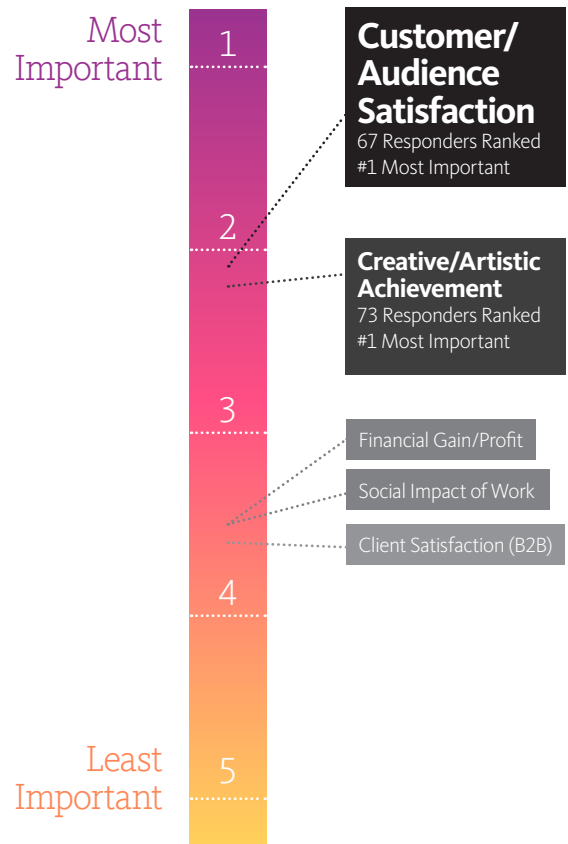 Most
Important
1
Customer/
Audience
Satisfaction
67 Responders Ranked
#1 Most Important
2
Creative/Artistic
Achievement
73 Responders Ranked
#1 Most Important
3
Financial Gain/Profit
Social Impact of Work
Client Satisfaction (B2B)
4
Least
Important
5